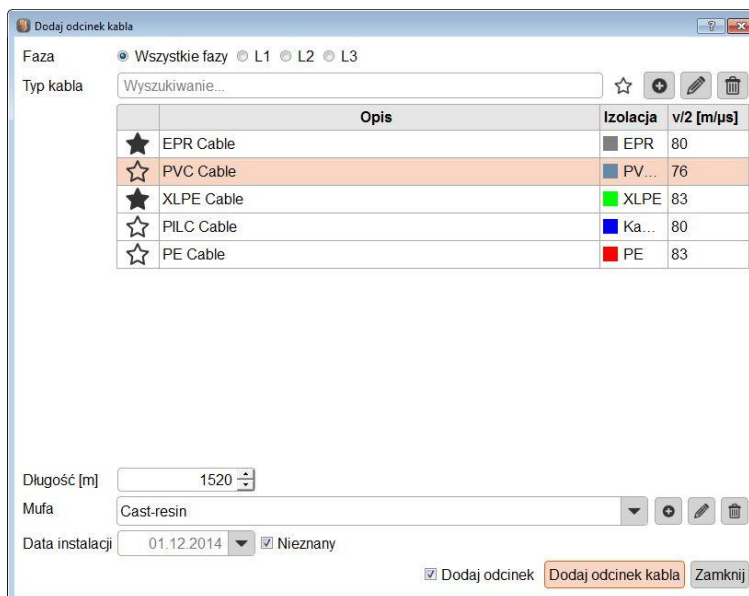 Dodaj odcinek kabla
Faza Wszystkie fazy L1 L2 L3
Typ kabla Wyszukiwanie...
Opis Izolacja v/2 [m/µs]
EPR Cable EPR 80
PVC Cable PV... 76
XLPE Cable XLPE 83
PILC Cable Ka... 80
PE Cable PE 83
Długość [m] 1520
Mufa Cast-resin
Data instalacji 01.12.2014 Nieznany
Dodaj odcinek Dodaj odcinek kabla Zamknij